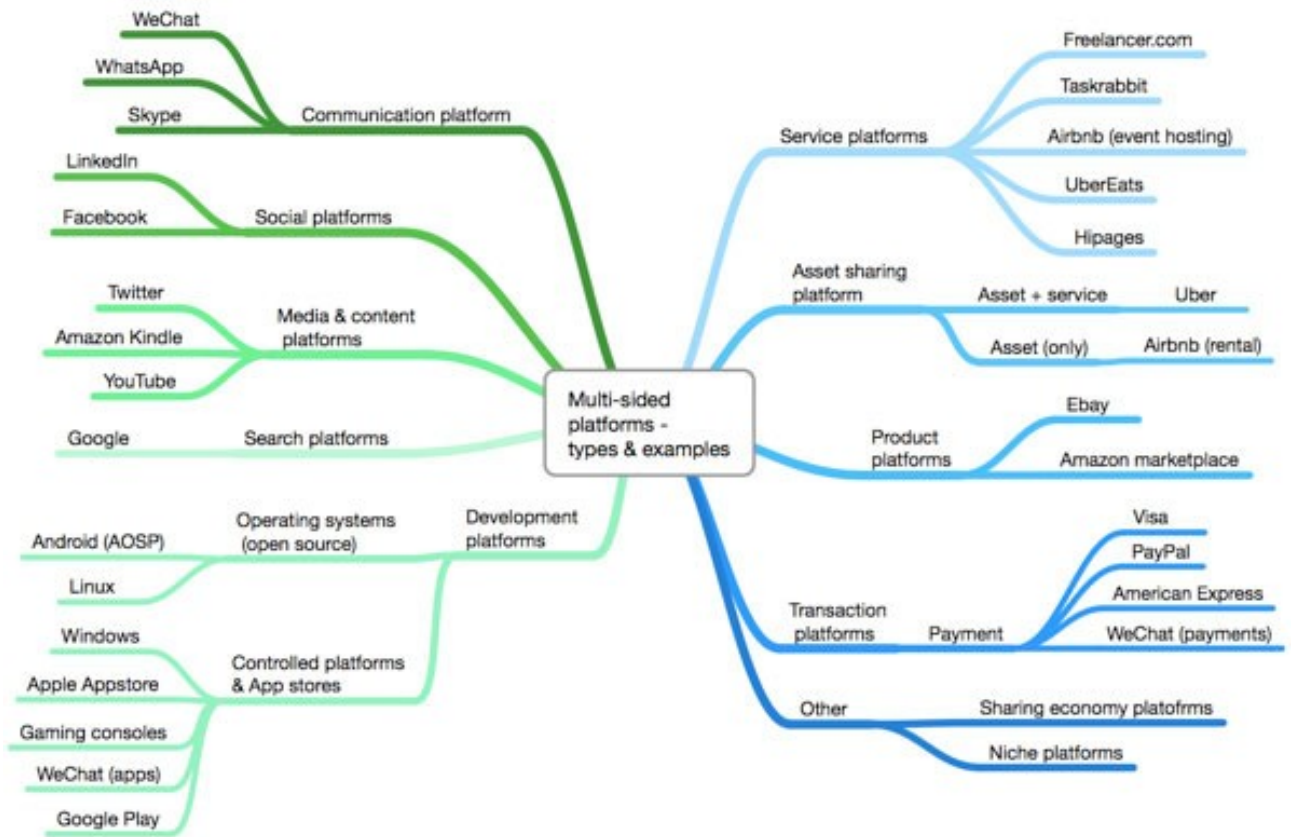 WeChat
WhatsApp
Skype
Communication platform
LinkedIn
Facebook
Social platforms
Twitter
Amazon Kindle
YouTube
Media & content
platforms
Google
Search platforms
Android (AOSP)
Linux
Operating systems
(open source)
Development
platforms
Windows
Apple Appstore
Gaming consoles
WeChat (apps)
Google Play
Controlled platforms
& App stores
Multi-sided
platforms -
types & examples
Service platforms
Freelancer.com
Taskrabbit
Airbnb (event hosting)
UberEats
Hipages
Asset sharing
platform
Asset + service
Uber
Asset (only)
Airbnb (rental)
Product
platforms
Ebay
Amazon marketplace
Transaction
platforms
Payment
Visa
PayPal
American Express
WeChat (payments)
Other
Sharing economy platofrms
Niche platforms